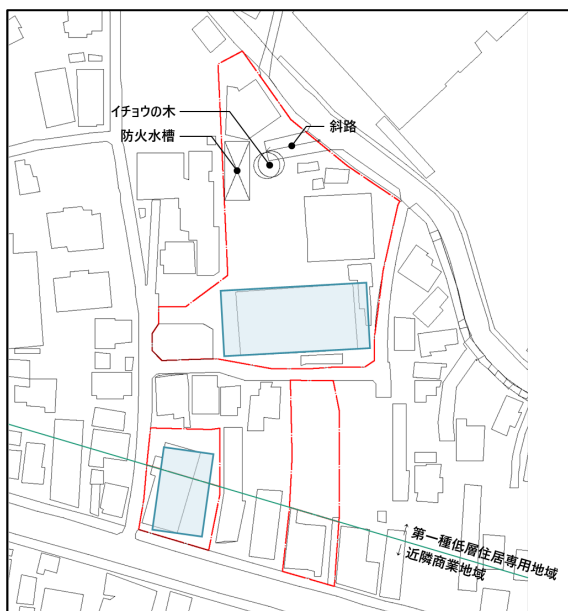 イチョウの木
斜路
防火水槽
↑第一種低層住居専用地域
↓近隣商業地域